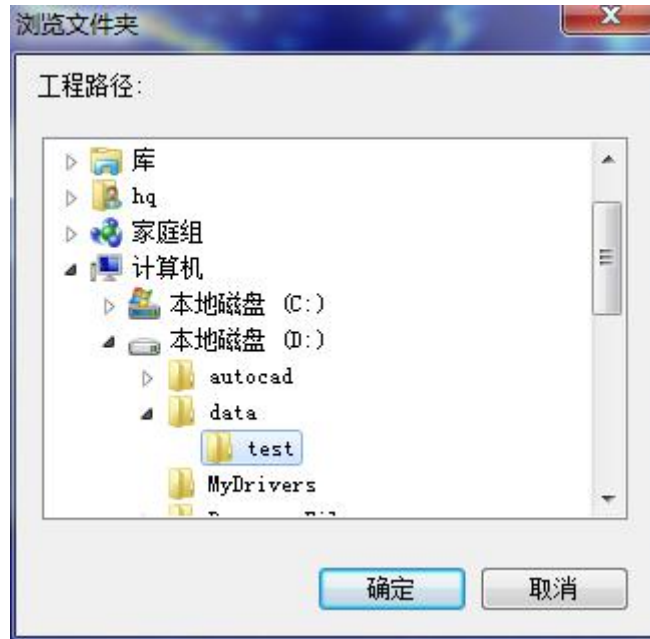 浏览文件夹
工程路径:
库
hq
家庭组
计算机
本地磁盘 (C:)
本地磁盘 (D:)
autocad
data
test
MyDrivers
确定 取消